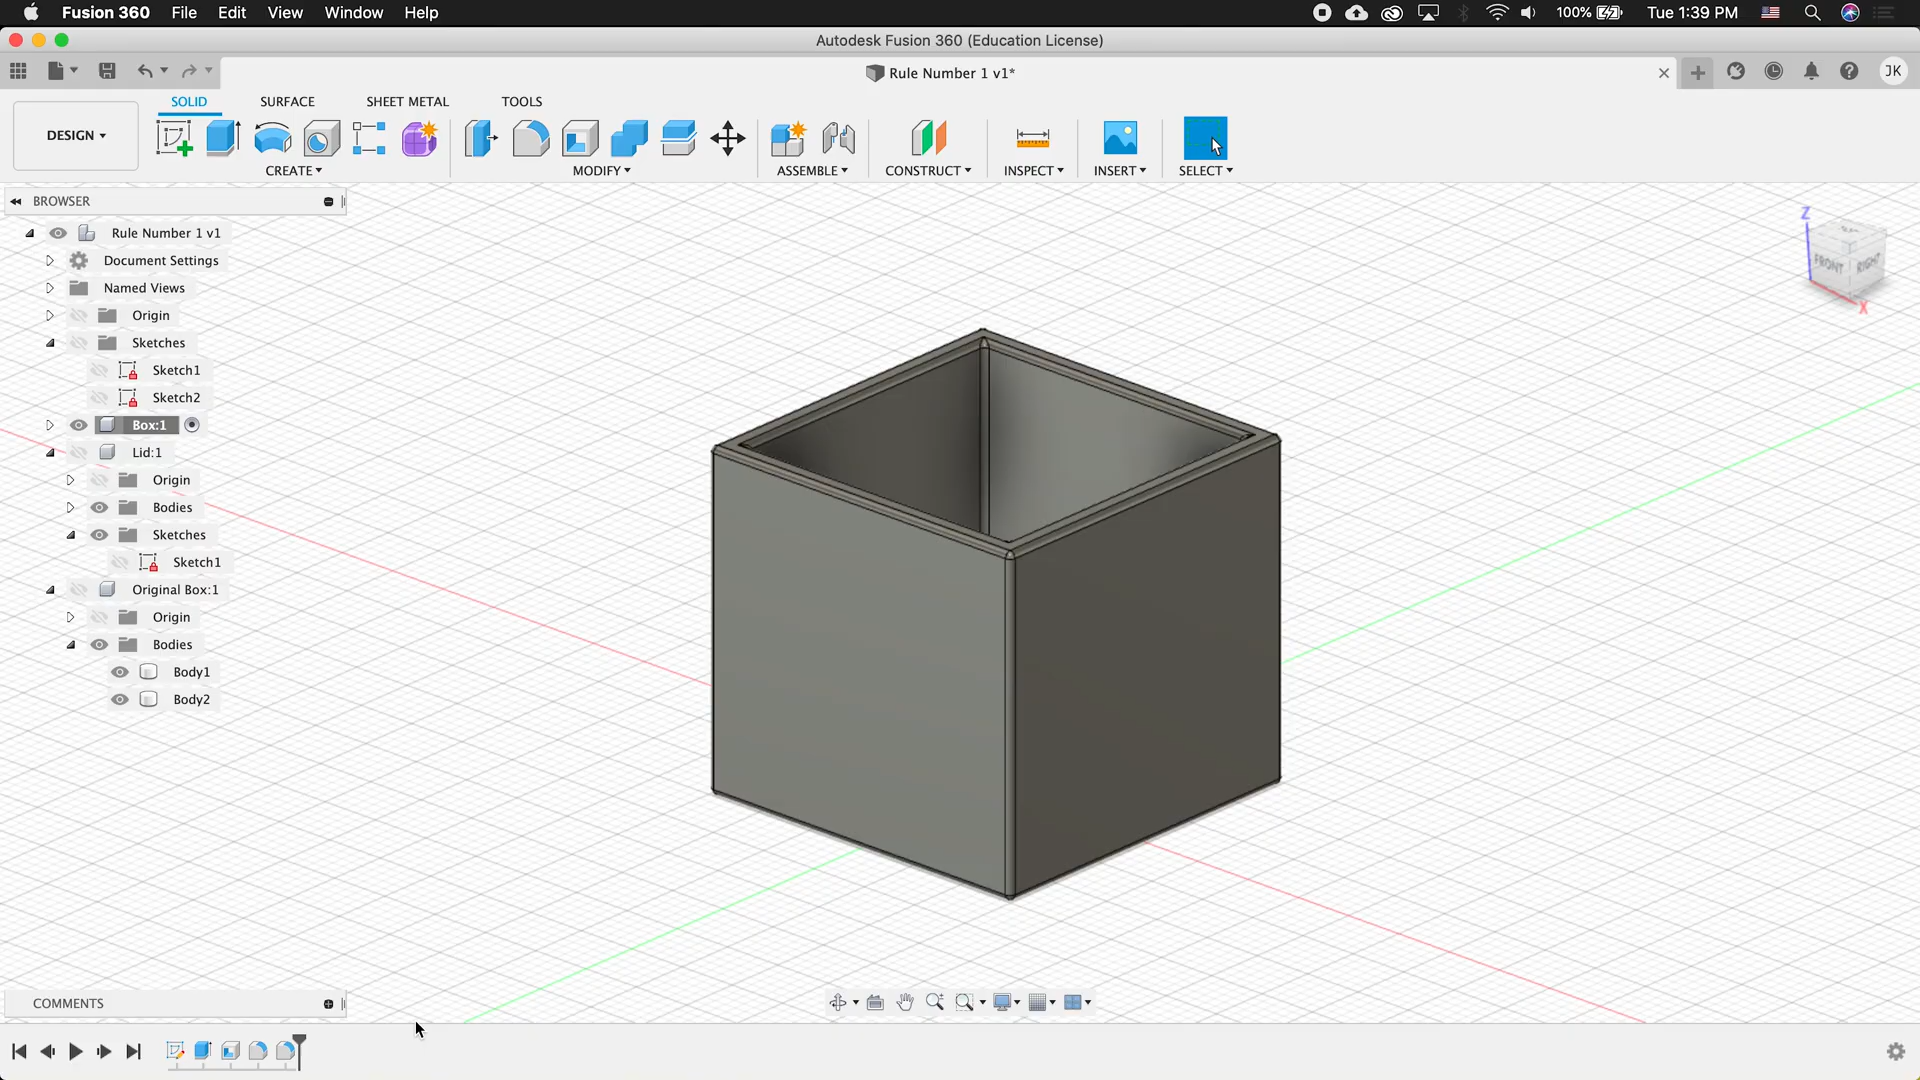 Fusion 360 File Edit View Window Help 100% Tue 1:39 PM
Autodesk Fusion 360 (Education License)
Rule Number 1 v1* JK
SOLID SURFACE SHEET METAL TOOLS
DESIGN
CREATE MODIFY ASSEMBLE CONSTRUCT INSPECT INSERT SELECT
BROWSER
Rule Number 1 v1
Document Settings
Named Views
Origin
Sketches
Sketch1
Sketch2
Box:1
Lid:1
Origin
Bodies
Sketches
Sketch1
Original Box:1
Origin
Bodies
Body1
Body2
Z
FRONT RIGHT
X
COMMENTS